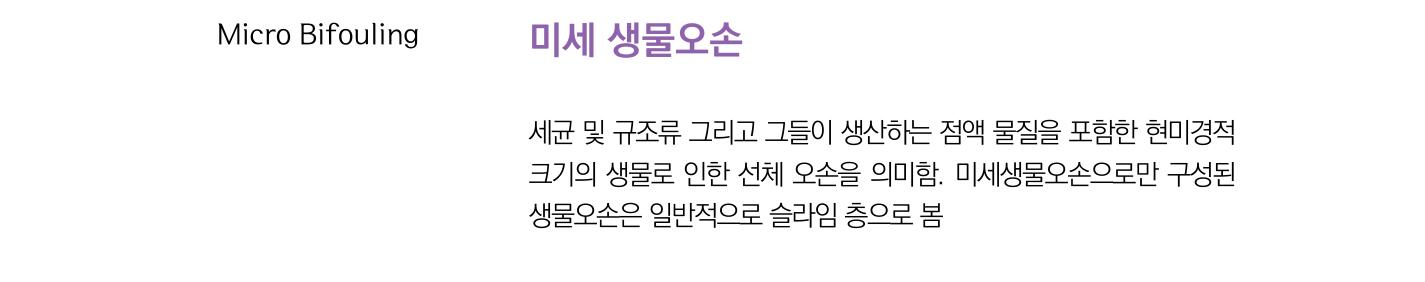 Micro Bifouling
미세 생물오손
세균 및 규조류 그리고 그들이 생산하는 점액 물질을 포함한 현미경적
크기의 생물로 인한 선체 오손을 의미함. 미세생물오손으로만 구성된
생물오손은 일반적으로 슬라임 층으로 봄